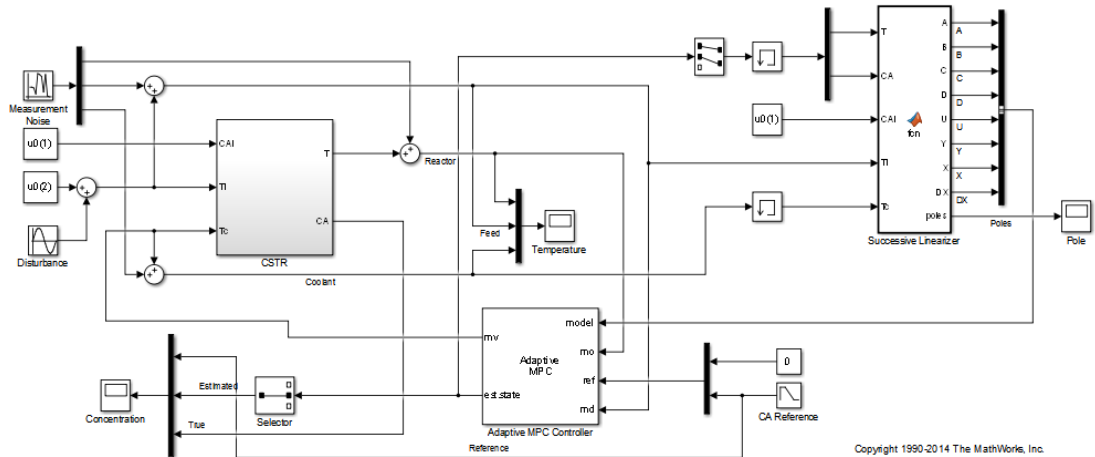 Measurement
Noise
u0(1)
u0(2)
Disturbance
CAI
TI
Tc
T
CA
CSTR
Reactor
Feed
Coolant
Temperature
T
CA
CAI
TI
Tc
fcn
A
B
C
D
U
Y
X
DX
poles
A
B
C
D
U
Y
X
DX
Poles
Successive Linearizer
u0(1)
Pole
mv
est.state
Adaptive
MPC
model
mo
ref
md
Adaptive MPC Controller
0
CA Reference
Concentration
Estimated
True
Selector
Reference
Copyright 1990-2014 The MathWorks, Inc.